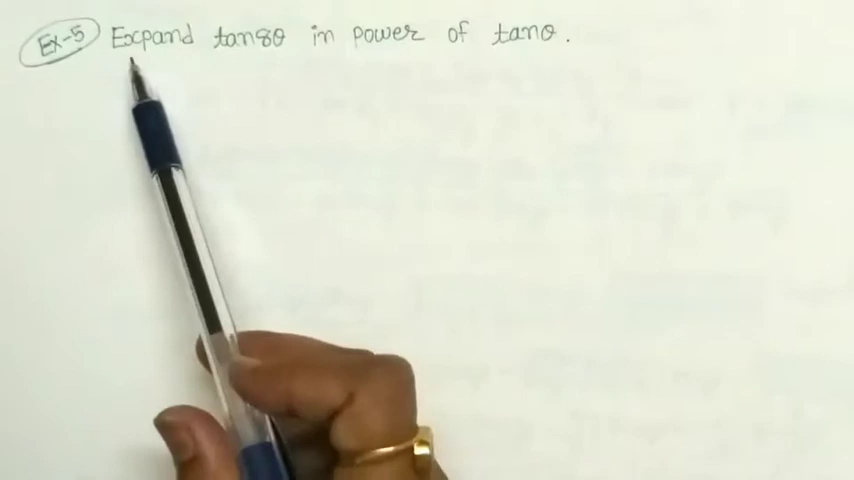 Ex-5 Expand tan8θ in power of tanθ.